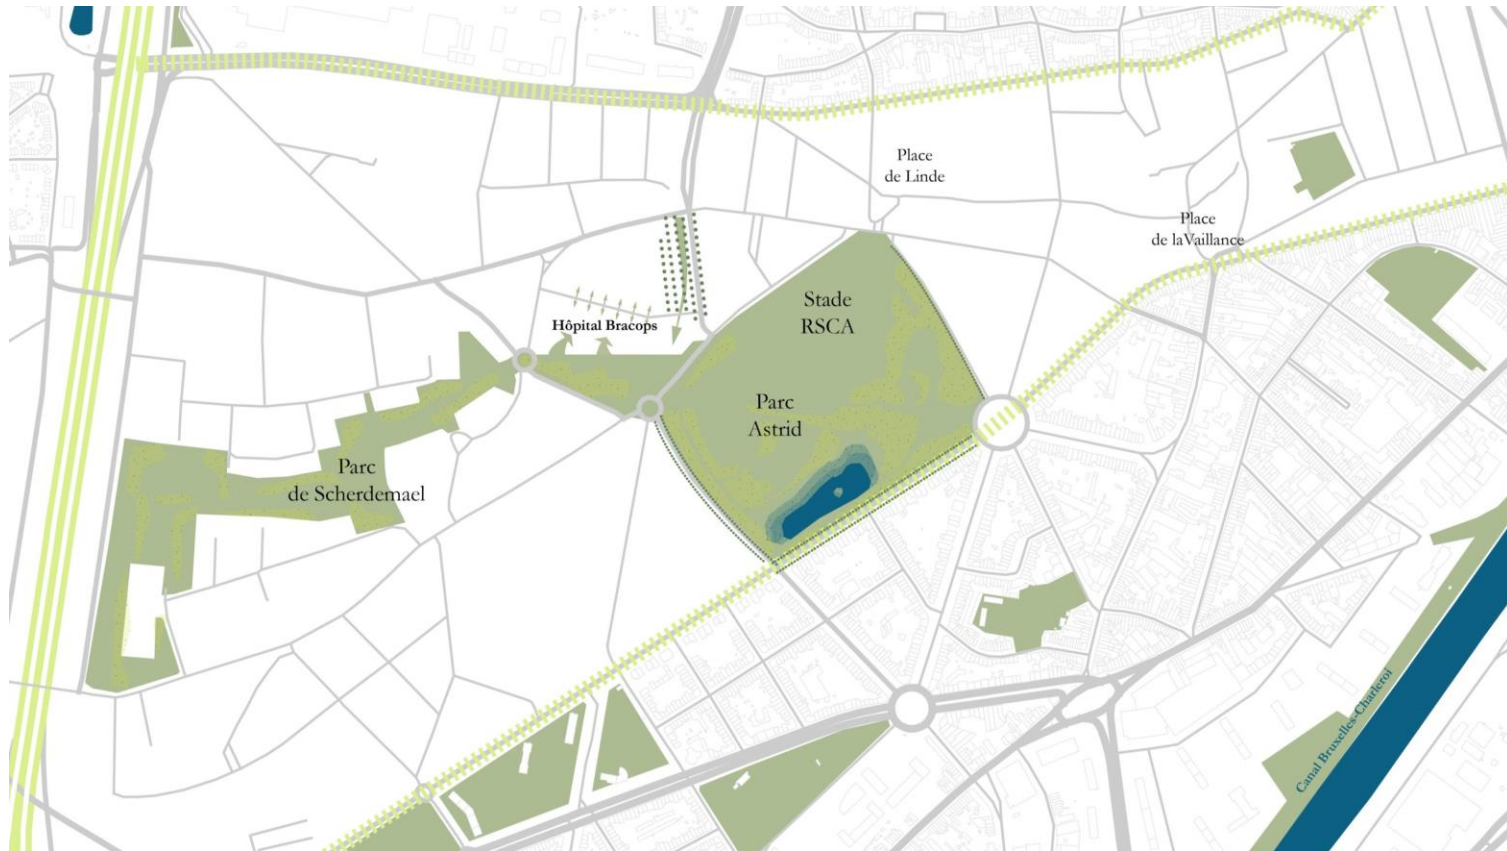 Place
de Linde
Place
de laVaillance
Stade
RSCA
Hôpital Bracops
Parc
Astrid
Parc
de Scherdemael
Canal Bruxelles-Charleroi